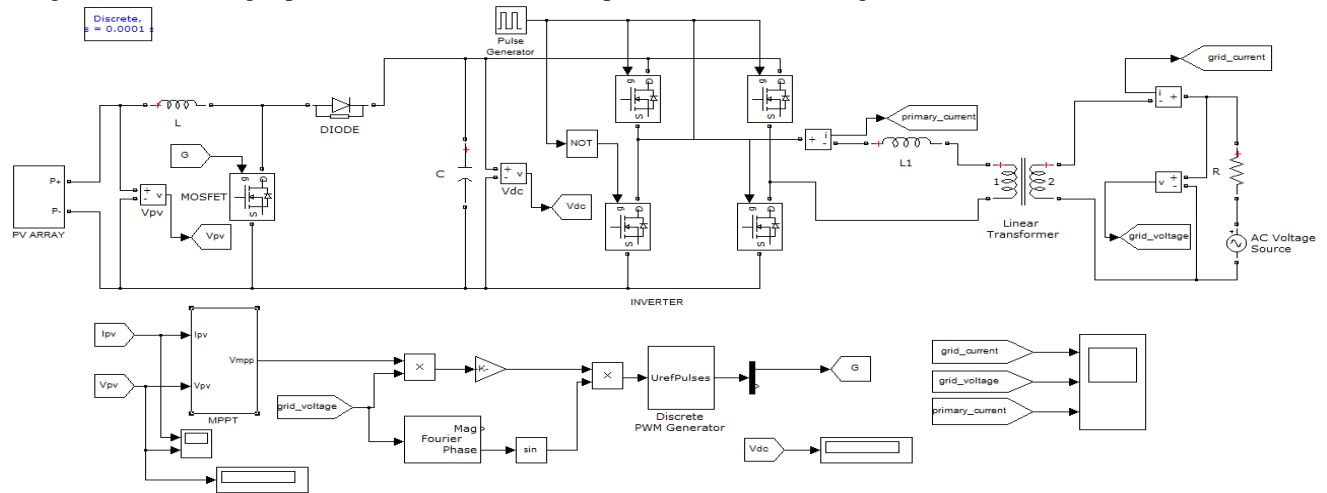 Discrete,
s = 0.0001 s
Pulse
Generator
grid_current
L
DIODE
g
D
S
g
D
S
primary_current
+
i
-
L1
i
-
+
G
MOSFET
g
D
S
NOT
C
+
-
v
Vdc
Vdc
g
D
S
g
D
S
1
2
Linear
Transformer
v
+
-
R
P+
P-
PV ARRAY
+
-
v
Vpv
Vpv
grid_voltage
+
AC Voltage
Source
INVERTER
Ipv
Ipv
Vmpp
Vpv
Vpv
MPPT
×
-K-
×
UrefPulses
Discrete
PWM Generator
G
grid_voltage
Mag
Fourier
Phase
sin
Vdc
grid_current
grid_voltage
primary_current